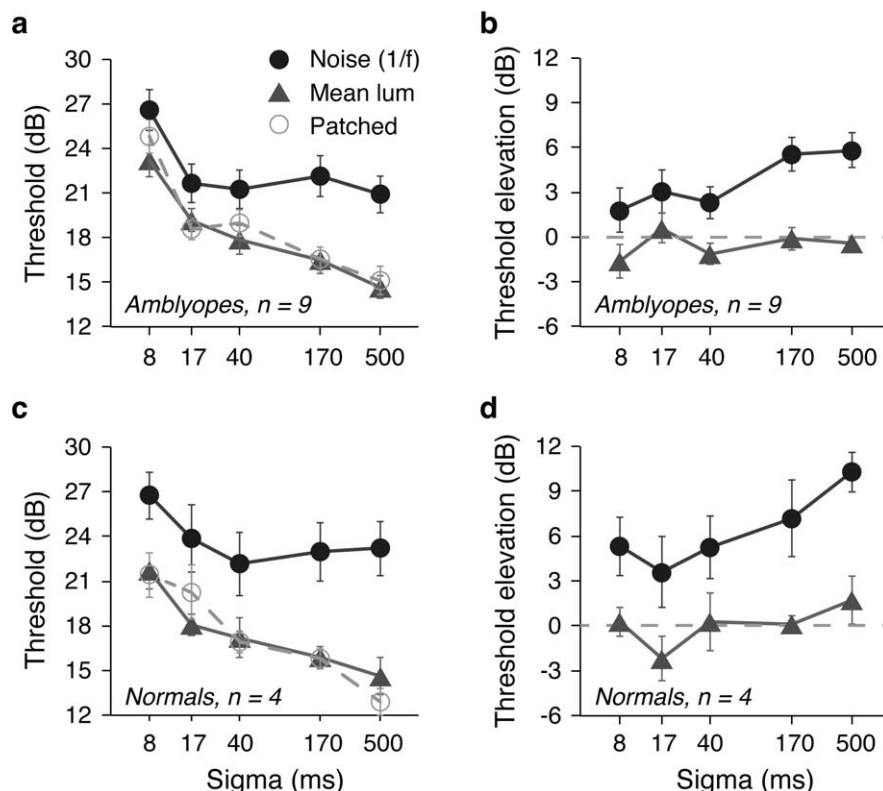 a
Threshold (dB)
30
27
24
21
18
15
12
Noise (1/f)
Mean lum
Patched
Amblyopes, n = 9
8 17 40 170 500
b
Threshold elevation (dB)
12
9
6
3
0
-3
-6
Amblyopes, n = 9
8 17 40 170 500
c
Threshold (dB)
30
27
24
21
18
15
12
Normals, n = 4
8 17 40 170 500
Sigma (ms)
d
Threshold elevation (dB)
12
9
6
3
0
-3
-6
Normals, n = 4
8 17 40 170 500
Sigma (ms)